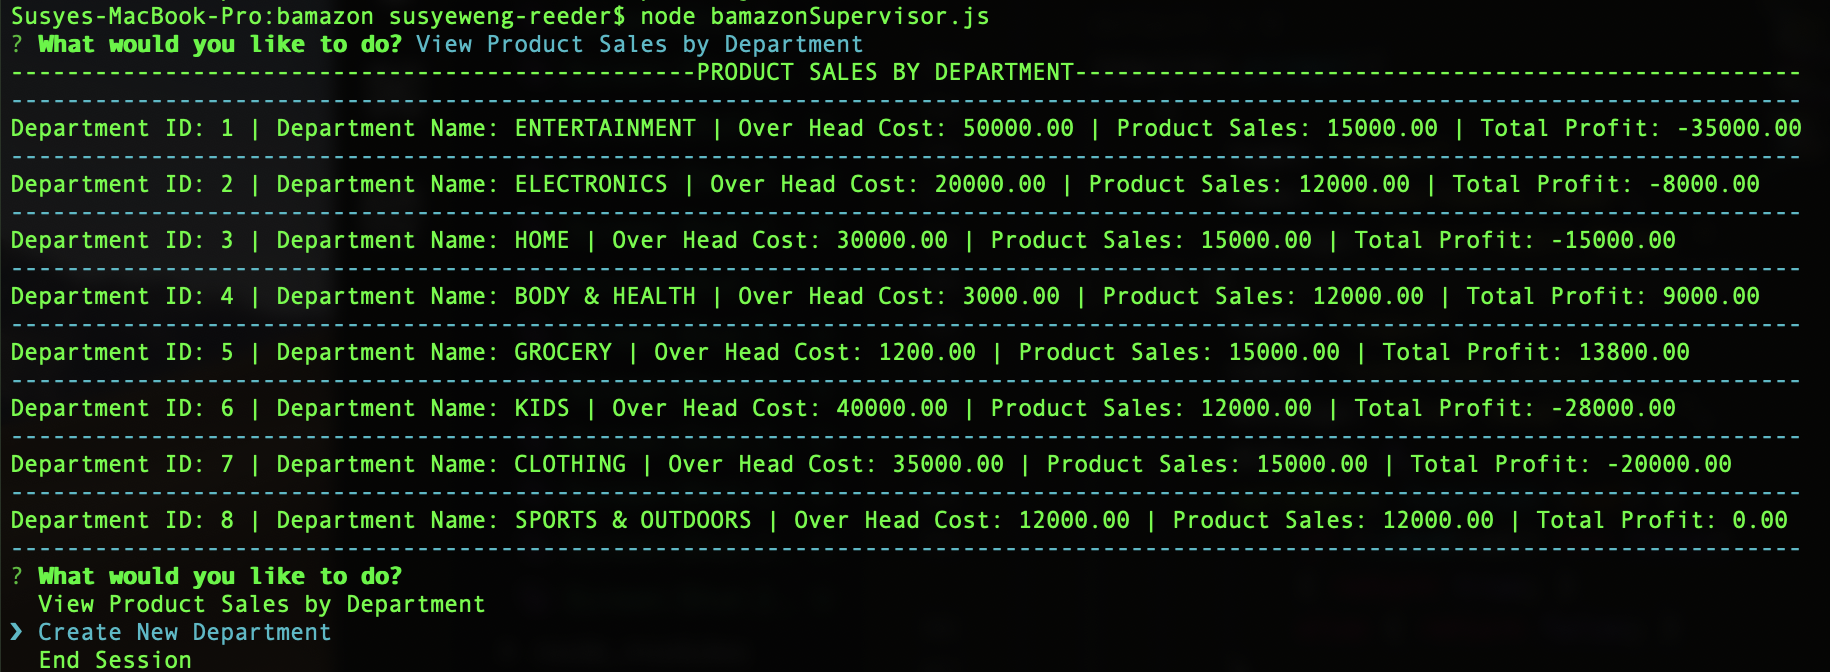 Susyes-MacBook-Pro:bamazon susyeweng-reeder$ node bamazonSupervisor.js
? What would you like to do? View Product Sales by Department
-------------------------------------------------PRODUCT SALES BY DEPARTMENT----------------------------------------------------
--------------------------------------------------------------------------------------------------------------------------------
Department ID: 1 | Department Name: ENTERTAINMENT | Over Head Cost: 50000.00 | Product Sales: 15000.00 | Total Profit: -35000.00
--------------------------------------------------------------------------------------------------------------------------------
Department ID: 2 | Department Name: ELECTRONICS | Over Head Cost: 20000.00 | Product Sales: 12000.00 | Total Profit: -8000.00
--------------------------------------------------------------------------------------------------------------------------------
Department ID: 3 | Department Name: HOME | Over Head Cost: 30000.00 | Product Sales: 15000.00 | Total Profit: -15000.00
--------------------------------------------------------------------------------------------------------------------------------
Department ID: 4 | Department Name: BODY & HEALTH | Over Head Cost: 3000.00 | Product Sales: 12000.00 | Total Profit: 9000.00
--------------------------------------------------------------------------------------------------------------------------------
Department ID: 5 | Department Name: GROCERY | Over Head Cost: 1200.00 | Product Sales: 15000.00 | Total Profit: 13800.00
--------------------------------------------------------------------------------------------------------------------------------
Department ID: 6 | Department Name: KIDS | Over Head Cost: 40000.00 | Product Sales: 12000.00 | Total Profit: -28000.00
--------------------------------------------------------------------------------------------------------------------------------
Department ID: 7 | Department Name: CLOTHING | Over Head Cost: 35000.00 | Product Sales: 15000.00 | Total Profit: -20000.00
--------------------------------------------------------------------------------------------------------------------------------
Department ID: 8 | Department Name: SPORTS & OUTDOORS | Over Head Cost: 12000.00 | Product Sales: 12000.00 | Total Profit: 0.00
--------------------------------------------------------------------------------------------------------------------------------
? What would you like to do?
View Product Sales by Department
❯ Create New Department
End Session